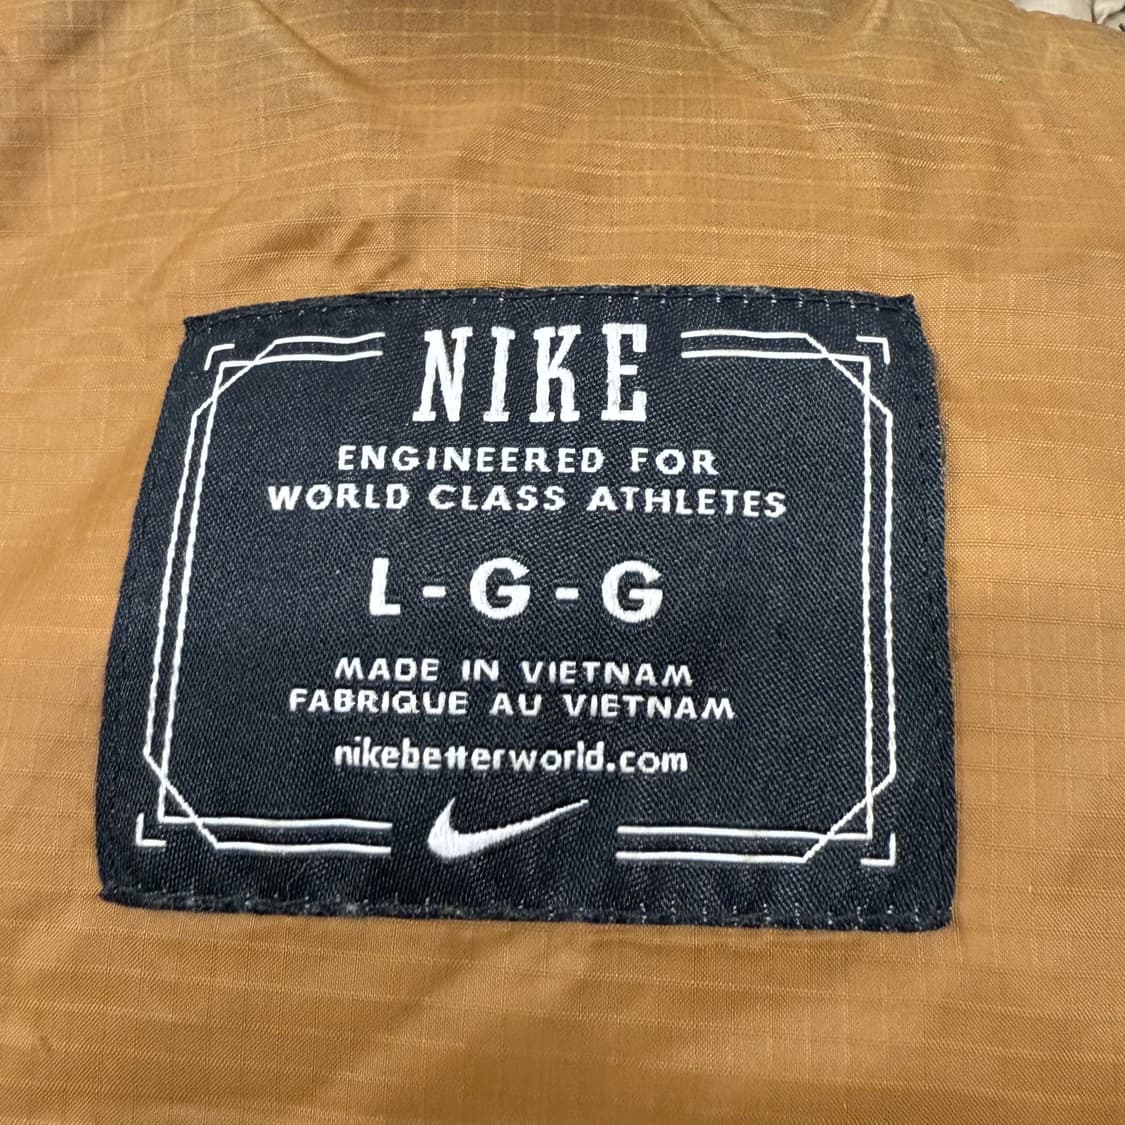 NIKE
ENGINEERED FOR
WORLD CLASS ATHLETES
L-G-G
MADE IN VIETNAM
FABRIQUE AU VIETNAM
nikebetterworld.com